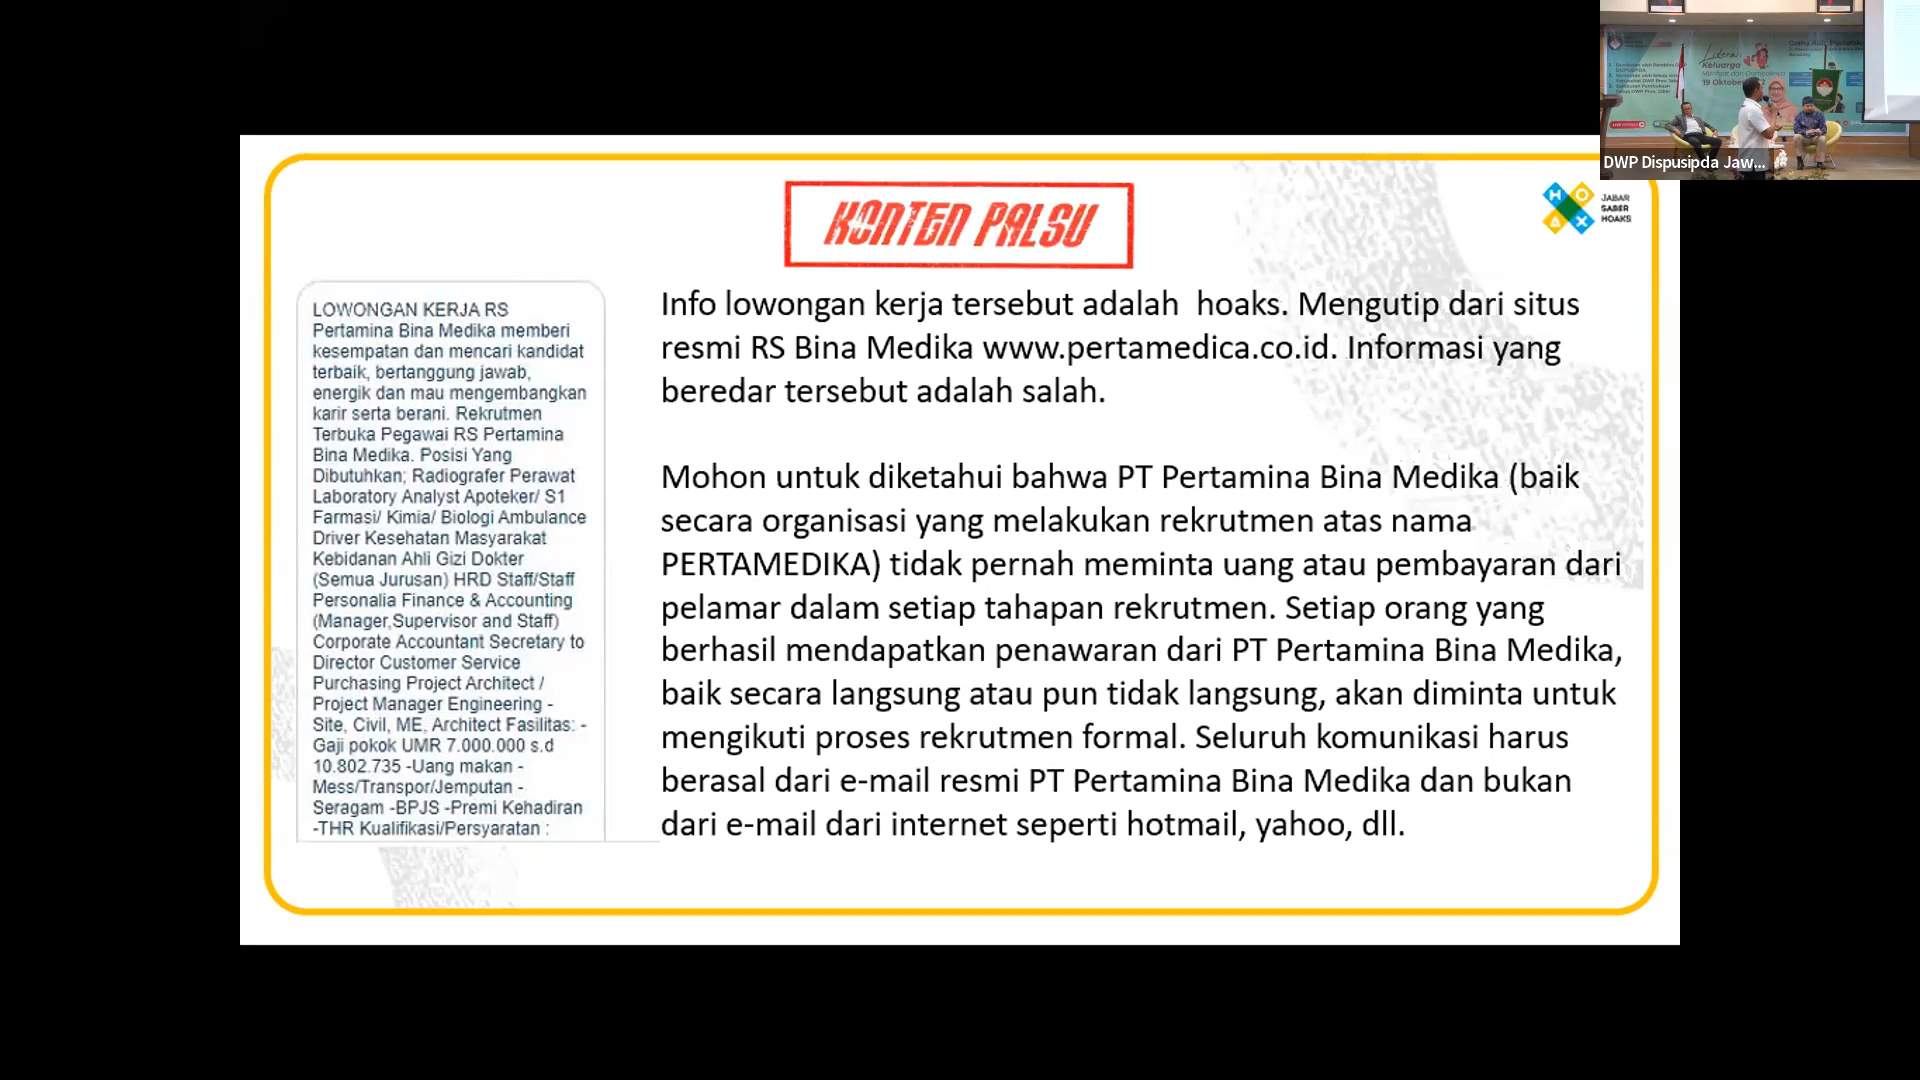 KONTEN PALSU
H O A X
JABAR
SABER
HOAKS
LOWONGAN KERJA RS
Pertamina Bina Medika memberi
kesempatan dan mencari kandidat
terbaik, bertanggung jawab,
energik dan mau mengembangkan
karir serta berani. Rekrutmen
Terbuka Pegawai RS Pertamina
Bina Medika. Posisi Yang
Dibutuhkan; Radiografer Perawat
Laboratory Analyst Apoteker/ S1
Farmasi/ Kimia/ Biologi Ambulance
Driver Kesehatan Masyarakat
Kebidanan Ahli Gizi Dokter
(Semua Jurusan) HRD Staff/Staff
Personalia Finance & Accounting
(Manager,Supervisor and Staff)
Corporate Accountant Secretary to
Director Customer Service
Purchasing Project Architect /
Project Manager Engineering -
Site, Civil, ME, Architect Fasilitas: -
Gaji pokok UMR 7.000.000 s.d
10.802.735 -Uang makan -
Mess/Transpor/Jemputan -
Seragam -BPJS -Premi Kehadiran
-THR Kualifikasi/Persyaratan :
Info lowongan kerja tersebut adalah  hoaks. Mengutip dari situs
resmi RS Bina Medika www.pertamedica.co.id. Informasi yang
beredar tersebut adalah salah.
Mohon untuk diketahui bahwa PT Pertamina Bina Medika (baik
secara organisasi yang melakukan rekrutmen atas nama
PERTAMEDIKA) tidak pernah meminta uang atau pembayaran dari
pelamar dalam setiap tahapan rekrutmen. Setiap orang yang
berhasil mendapatkan penawaran dari PT Pertamina Bina Medika,
baik secara langsung atau pun tidak langsung, akan diminta untuk
mengikuti proses rekrutmen formal. Seluruh komunikasi harus
berasal dari e-mail resmi PT Pertamina Bina Medika dan bukan
dari e-mail dari internet seperti hotmail, yahoo, dll.
Keluarga
19 Oktober
DWP Dispusipda Jaw...